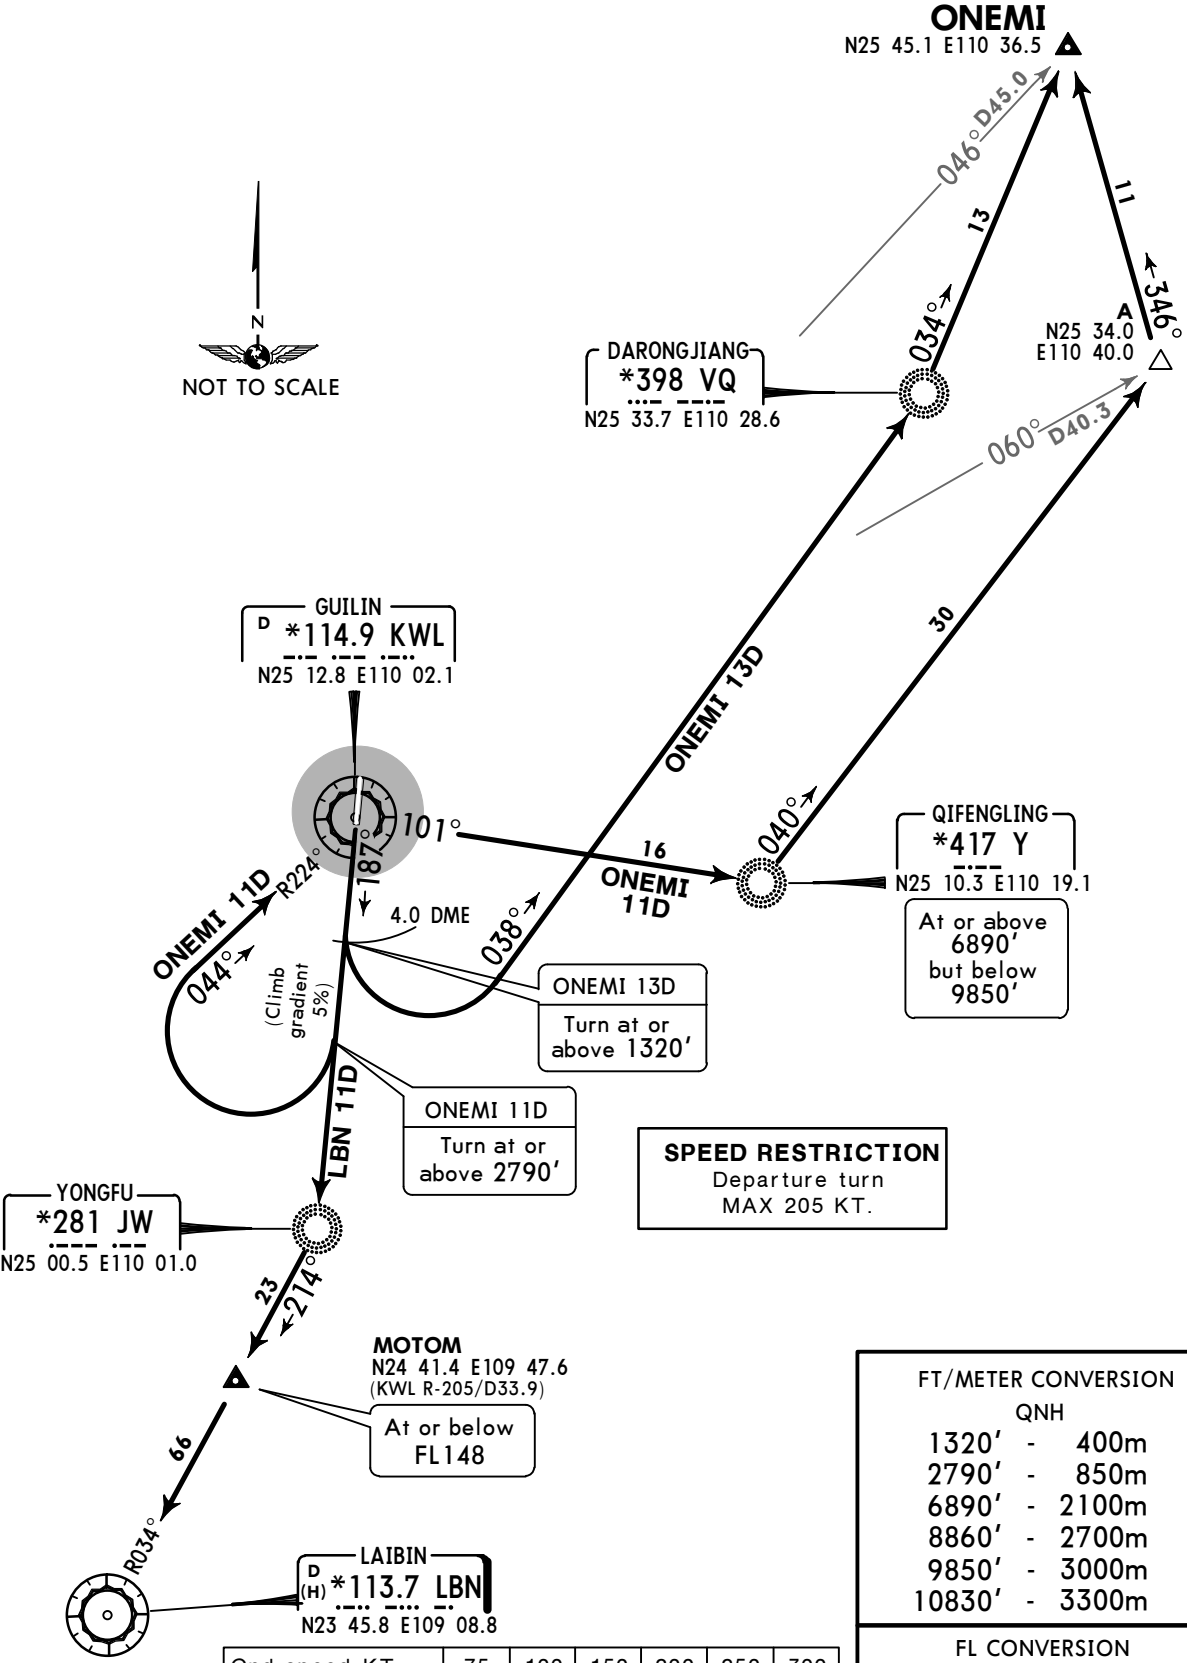 ONEMI
N25 45.1 E110 36.5
046° D45.0
13
11
N
NOT TO SCALE
034°
346°
A
N25 34.0
E110 40.0
DARONGJIANG
*398 VQ
N25 33.7 E110 28.6
060° D40.3
30
GUILIN
D *114.9 KWL
N25 12.8 E110 02.1
ONEMI 13D
101°
16
ONEMI
11D
040°
QIFENGLING
*417 Y
N25 10.3 E110 19.1
At or above
6890'
but below
9850'
187°
R224°
ONEMI 11D
044°
4.0 DME
038°
(Climb
gradient
5%)
ONEMI 13D
Turn at or
above 1320'
LBN 11D
ONEMI 11D
Turn at or
above 2790'
SPEED RESTRICTION
Departure turn
MAX 205 KT.
YONGFU
*281 JW
N25 00.5 E110 01.0
23
214°
MOTOM
N24 41.4 E109 47.6
(KWL R-205/D33.9)
At or below
FL148
66
R034°
LAIBIN
D
(H) *113.7 LBN
N23 45.8 E109 08.8
FT/METER CONVERSION
QNH
1320' - 400m
2790' - 850m
6890' - 2100m
8860' - 2700m
9850' - 3000m
10830' - 3300m
FL CONVERSION